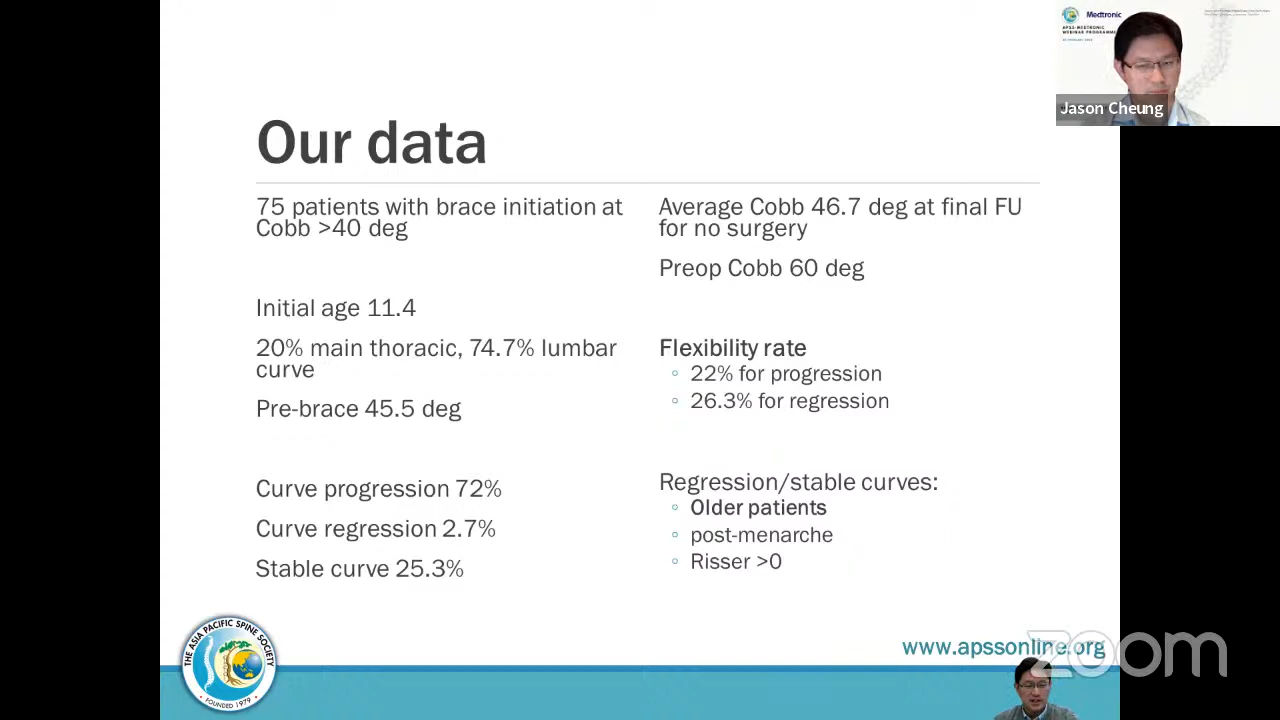 Medtronic
APSS-MEDTRONIC
WEBINAR PROGRAMME
Jason Cheung
Our data
75 patients with brace initiation at
Cobb >40 deg
Initial age 11.4
20% main thoracic, 74.7% lumbar
curve
Pre-brace 45.5 deg
Curve progression 72%
Curve regression 2.7%
Stable curve 25.3%
Average Cobb 46.7 deg at final FU
for no surgery
Preop Cobb 60 deg
Flexibility rate
22% for progression
26.3% for regression
Regression/stable curves:
Older patients
post-menarche
Risser >0
THE ASIA PACIFIC SPINE SOCIETY
FOUNDED 1979
www.apssonline.org
zoom